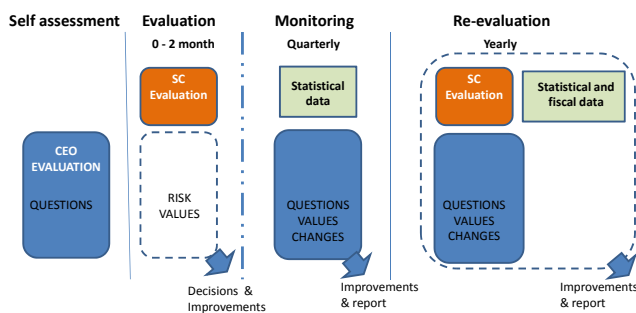 Self assessment
Evaluation
Monitoring
Re-evaluation
0 - 2 month
Quarterly
Yearly
SC
Evaluation
Statistical
data
SC
Evaluation
Statistical and
fiscal data
CEO
EVALUATION
QUESTIONS
RISK
VALUES
QUESTIONS
VALUES
CHANGES
QUESTIONS
VALUES
CHANGES
Decisions &
Improvements
Improvements
& report
Improvements
& report